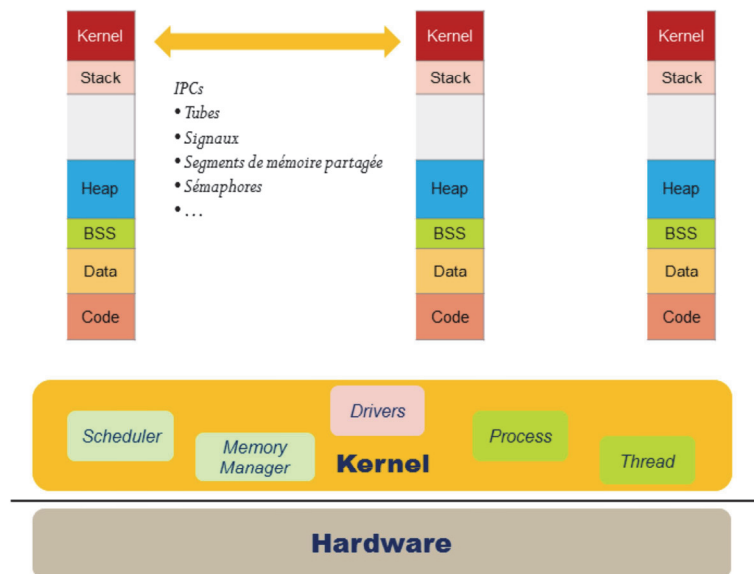 Kernel
Stack
Heap
BSS
Data
Code
IPCs
• Tubes
• Signaux
• Segments de mémoire partagée
• Sémaphores
• …
Kernel
Stack
Heap
BSS
Data
Code
Kernel
Stack
Heap
BSS
Data
Code
Scheduler
Memory
Manager
Drivers
Kernel
Process
Thread
Hardware